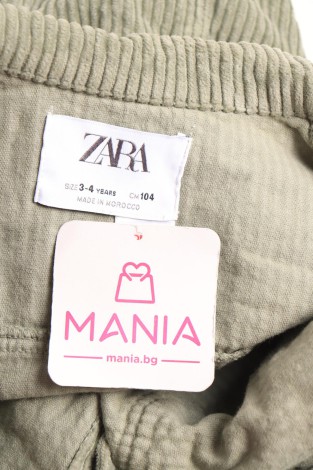 ZARA
SIZE 3-4 YEARS CM 104
MADE IN MOROCCO
MANIA
mania.bg